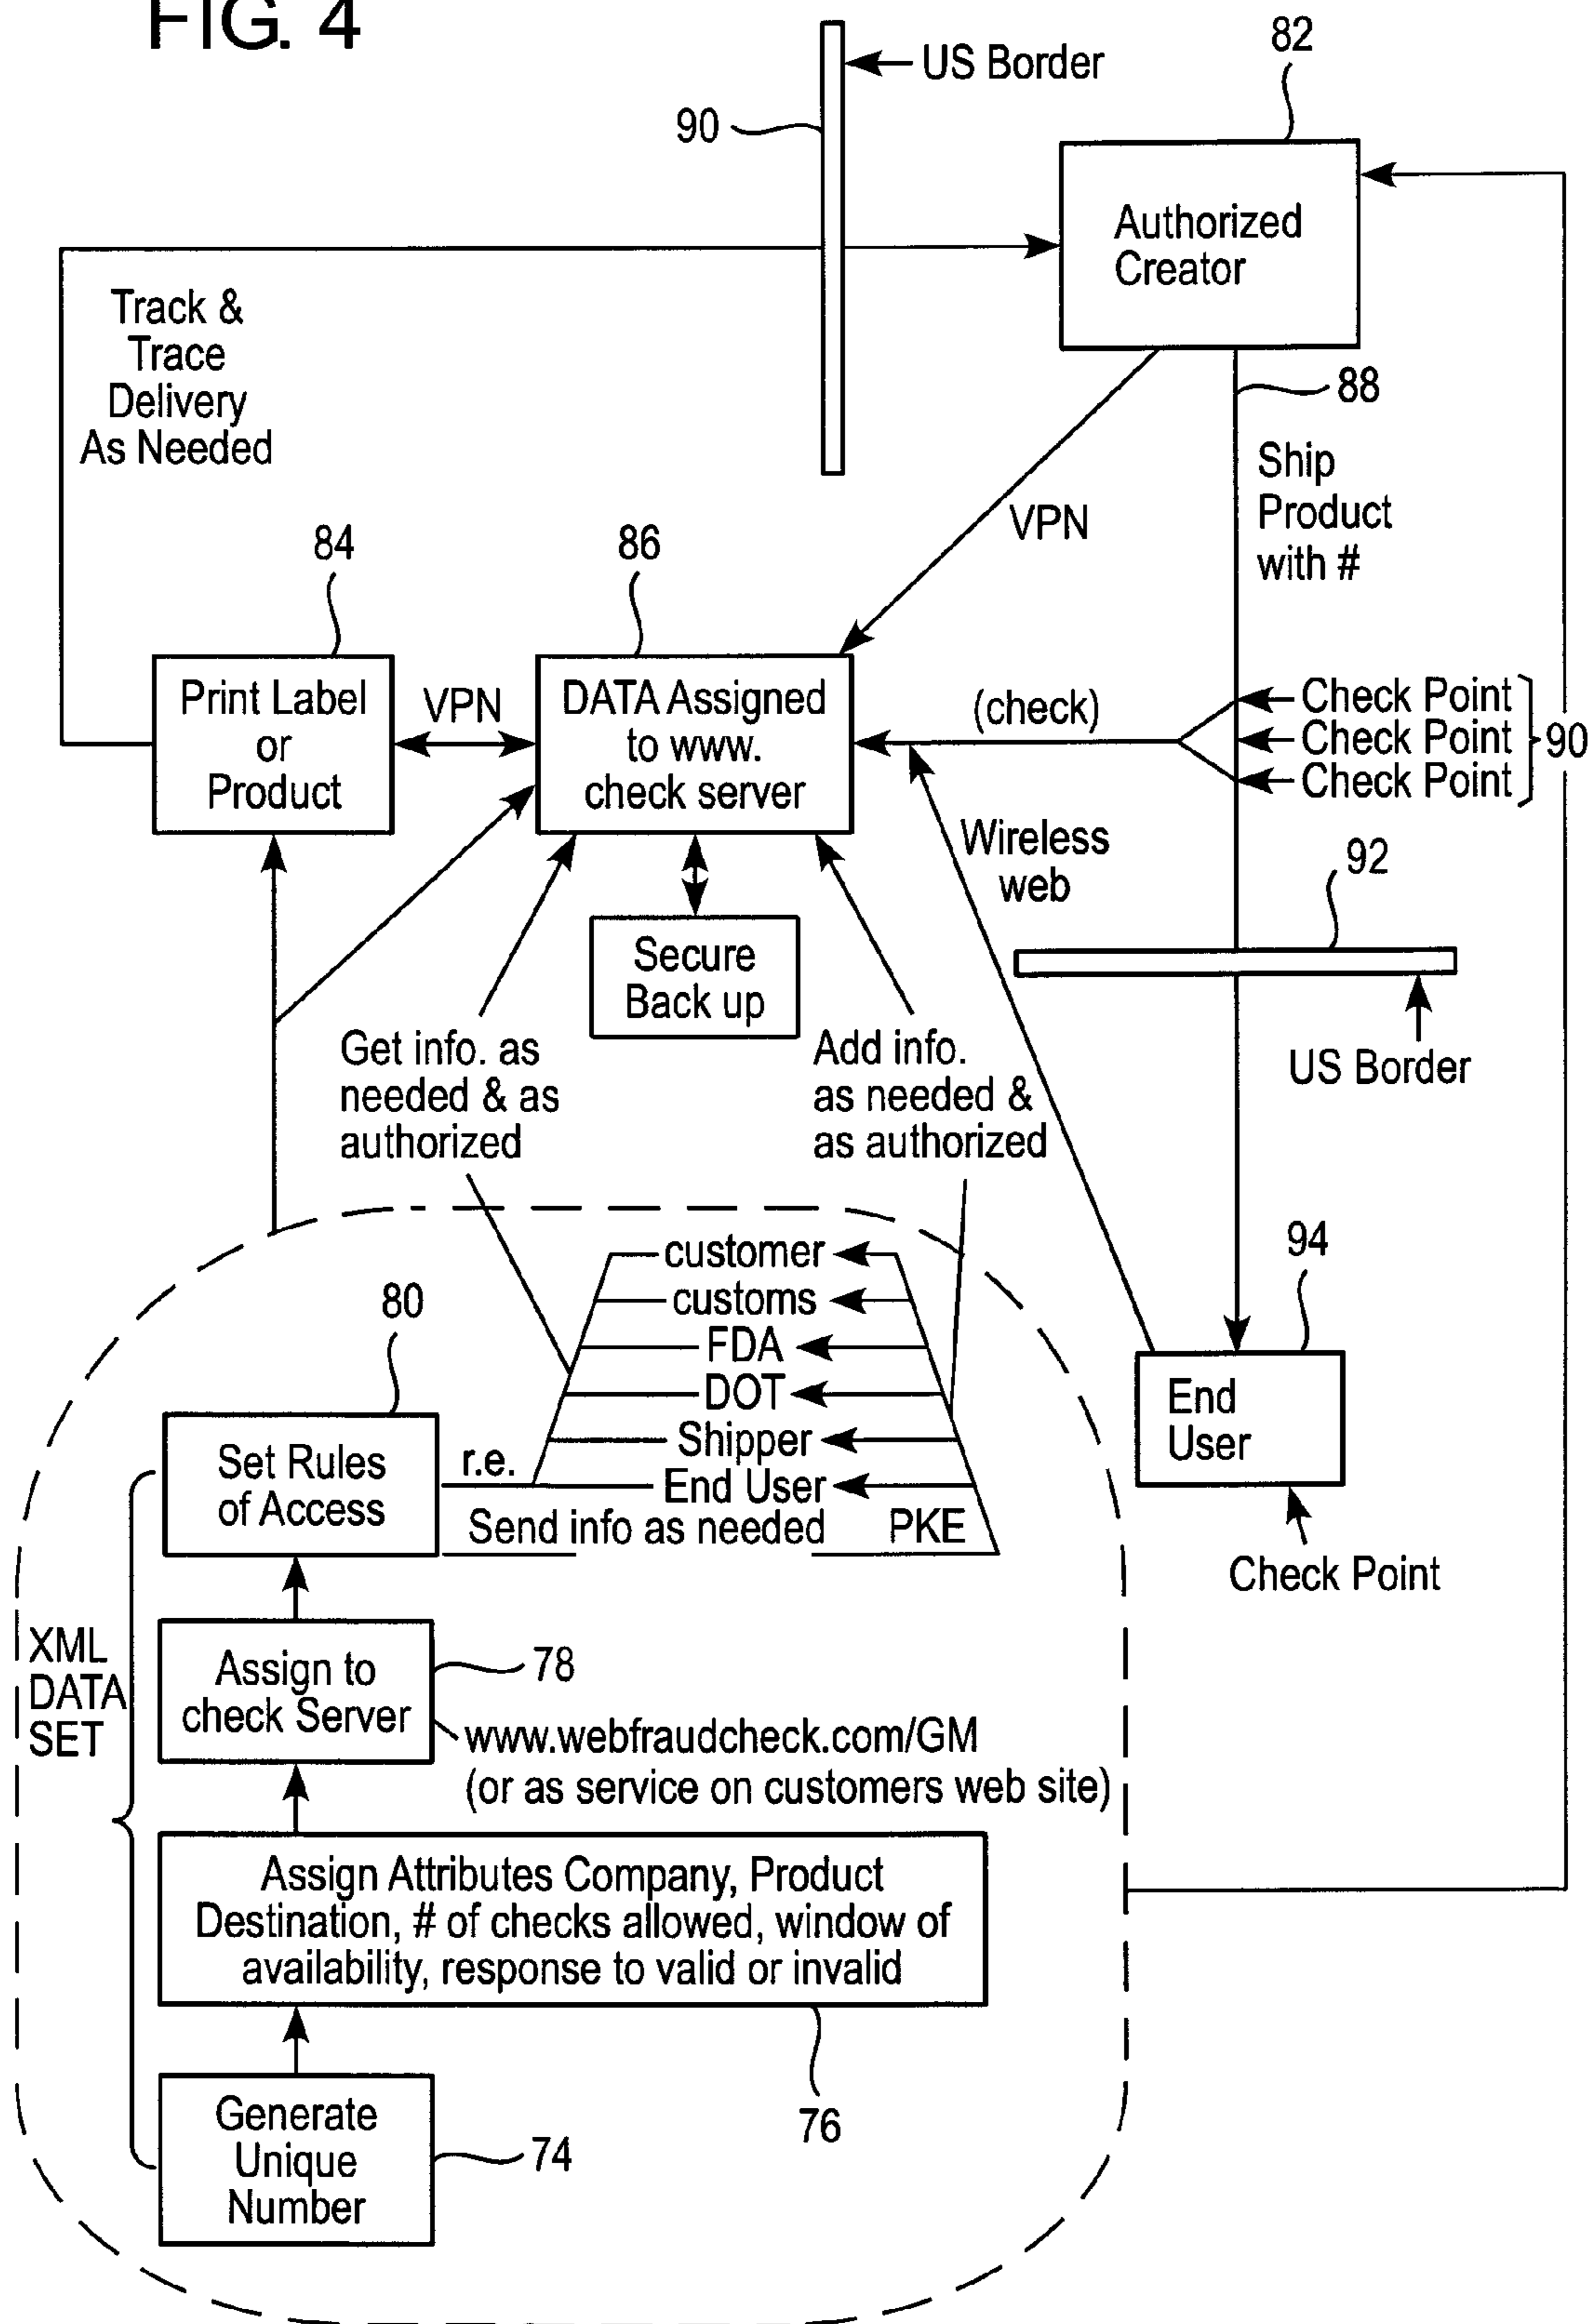 FIG. 4
US Border
82
90
Authorized
Creator
Track &
Trace
Delivery
As Needed
88
Ship
Product
with #
VPN
84
86
Print Label
or
Product
VPN
DATA Assigned
to www.
check server
(check)
Check Point
Check Point
Check Point
90
Wireless
web
92
Secure
Back up
US Border
Get info. as
needed & as
authorized
Add info.
as needed &
as authorized
94
customer
customs
FDA
DOT
Shipper
End User
80
Set Rules
of Access
r.e.
Send info as needed
PKE
End
User
Check Point
XML
DATA
SET
Assign to
check Server
78
www.webfraudcheck.com/GM
(or as service on customers web site)
Assign Attributes Company, Product
Destination, # of checks allowed, window of
availability, response to valid or invalid
76
Generate
Unique
Number
74